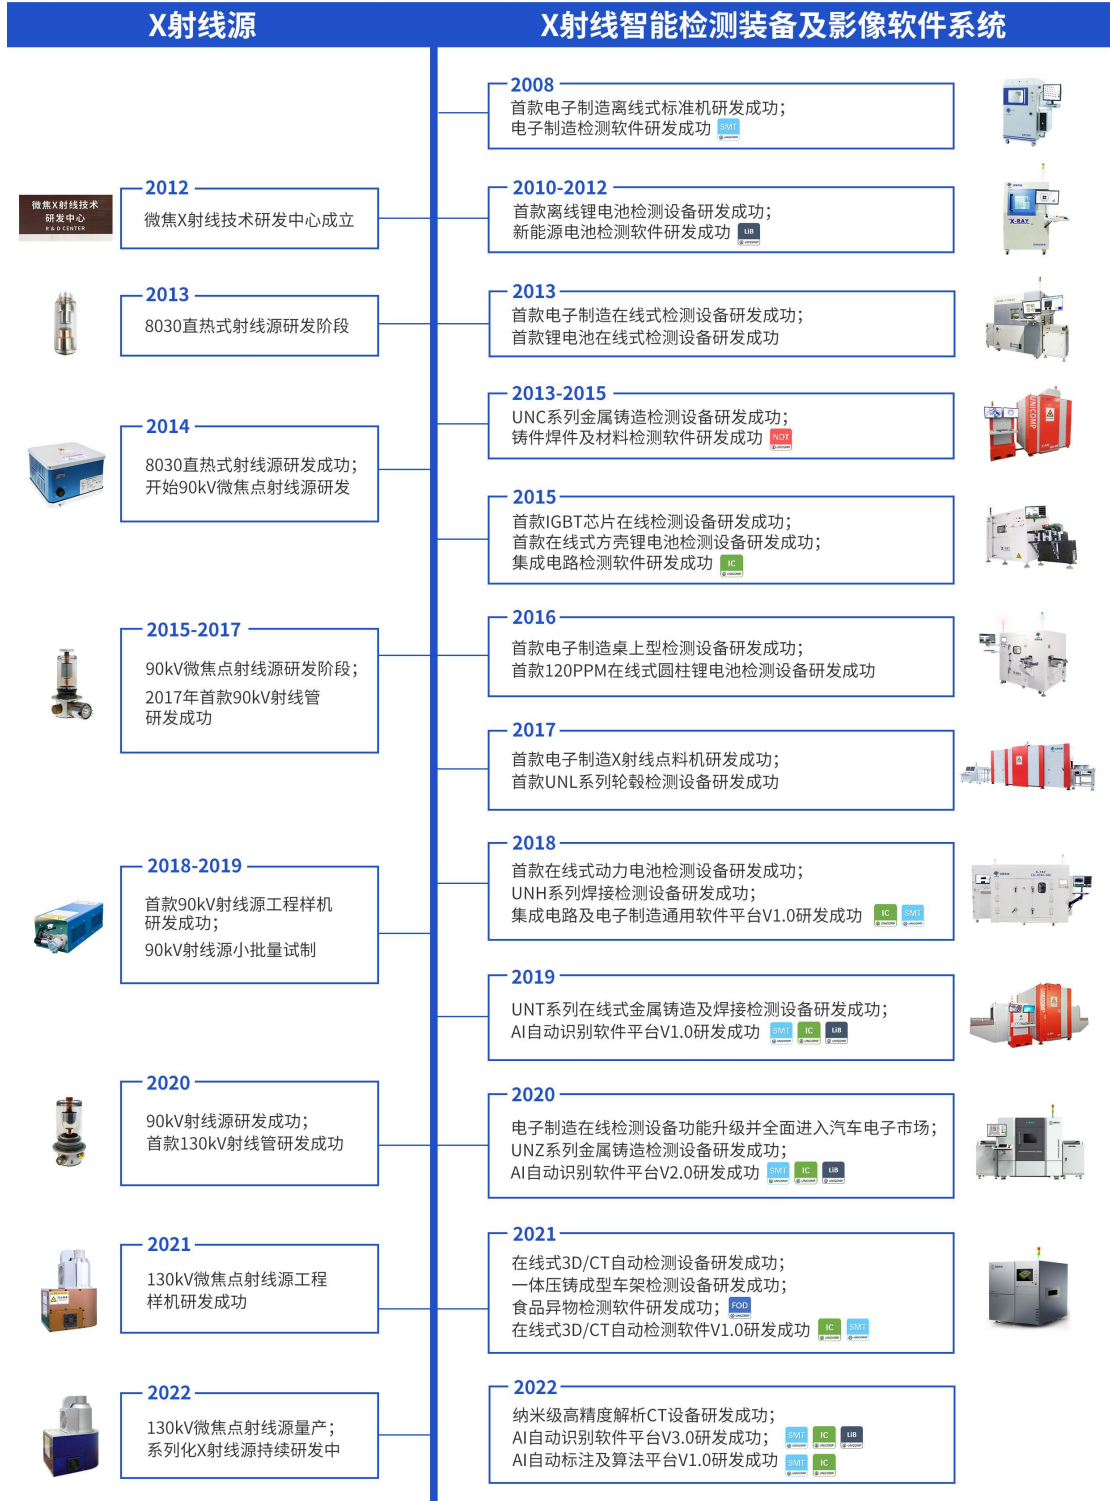 X射线源
X射线智能检测装备及影像软件系统
2008
首款电子制造离线式标准机研发成功；
电子制造检测软件研发成功 SMT
微焦X射线技术
研发中心
R & D CENTER
2012
微焦X射线技术研发中心成立
2010-2012
首款离线锂电池检测设备研发成功；
新能源电池检测软件研发成功 LiB
X-RAY
2013
8030直热式射线源研发阶段
2013
首款电子制造在线式检测设备研发成功；
首款锂电池在线式检测设备研发成功
2013-2015
UNC系列金属铸造检测设备研发成功；
铸件焊件及材料检测软件研发成功 NDT
UNICOMP
2014
8030直热式射线源研发成功；
开始90kV微焦点射线源研发
2015
首款IGBT芯片在线检测设备研发成功；
首款在线式方壳锂电池检测设备研发成功；
集成电路检测软件研发成功 IC
2015-2017
90kV微焦点射线源研发阶段；
2017年首款90kV射线管
研发成功
2016
首款电子制造桌上型检测设备研发成功；
首款120PPM在线式圆柱锂电池检测设备研发成功
2017
首款电子制造X射线点料机研发成功；
首款UNL系列轮毂检测设备研发成功
2018-2019
首款90kV射线源工程样机
研发成功；
90kV射线源小批量试制
2018
首款在线式动力电池检测设备研发成功；
UNH系列焊接检测设备研发成功；
集成电路及电子制造通用软件平台V1.0研发成功 IC SMT
2019
UNT系列在线式金属铸造及焊接检测设备研发成功；
AI自动识别软件平台V1.0研发成功 SMT IC LiB
UNICOMP
2020
90kV射线源研发成功；
首款130kV射线管研发成功
2020
电子制造在线检测设备功能升级并全面进入汽车电子市场；
UNZ系列金属铸造检测设备研发成功；
AI自动识别软件平台V2.0研发成功 SMT IC LiB
2021
130kV微焦点射线源工程
样机研发成功
2021
在线式3D/CT自动检测设备研发成功；
一体压铸成型车架检测设备研发成功；
食品异物检测软件研发成功； FOD
在线式3D/CT自动检测软件V1.0研发成功 IC SMT
2022
130kV微焦点射线源量产；
系列化X射线源持续研发中
2022
纳米级高精度解析CT设备研发成功；
AI自动识别软件平台V3.0研发成功； SMT IC LiB
AI自动标注及算法平台V1.0研发成功 SMT IC